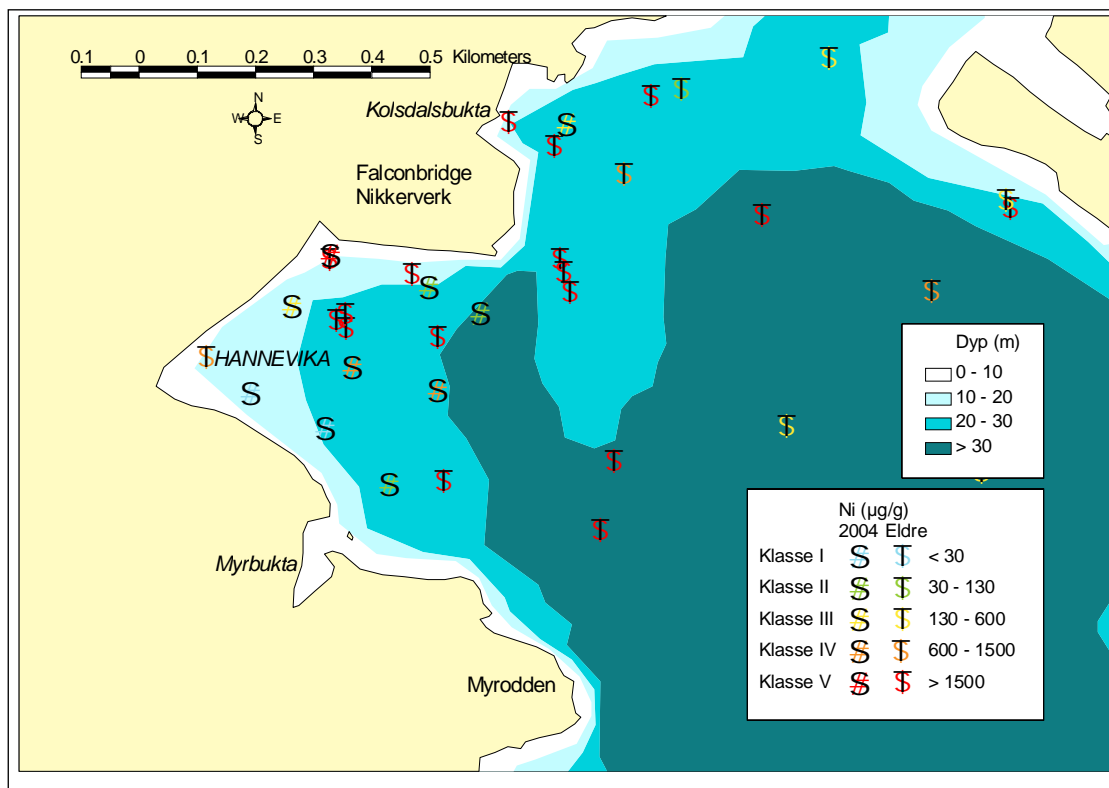 0.1 0 0.1 0.2 0.3 0.4 0.5 Kilometers
N
W E
S
Kolsdalsbukta
Falconbridge
Nikkerverk
HANNEVIKA
Myrbukta
Myrodden
Dyp (m)
0 - 10
10 - 20
20 - 30
> 30
Ni (µg/g)
2004 Eldre
Klasse I < 30
Klasse II 30 - 130
Klasse III 130 - 600
Klasse IV 600 - 1500
Klasse V > 1500